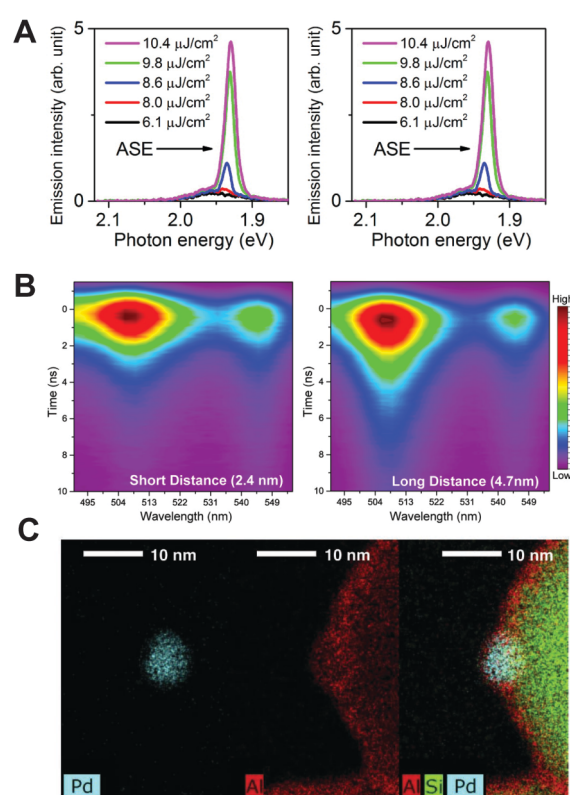 A
Emission intensity (arb. unit)
5
0
10.4 μJ/cm²
9.8 μJ/cm²
8.6 μJ/cm²
8.0 μJ/cm²
6.1 μJ/cm²
ASE
2.1 2.0 1.9
Photon energy (eV)
Emission intensity (arb. unit)
5
0
10.4 μJ/cm²
9.8 μJ/cm²
8.6 μJ/cm²
8.0 μJ/cm²
6.1 μJ/cm²
ASE
2.1 2.0 1.9
Photon energy (eV)
B
Time (ns)
0
2
4
6
8
10
Short Distance (2.4 nm)
495 504 513 522 531 540 549
Wavelength (nm)
Time (ns)
0
2
4
6
8
10
Long Distance (4.7nm)
495 504 513 522 531 540 549
Wavelength (nm)
High
Low
C
10 nm
Pd
10 nm
Al
10 nm
Al Si Pd